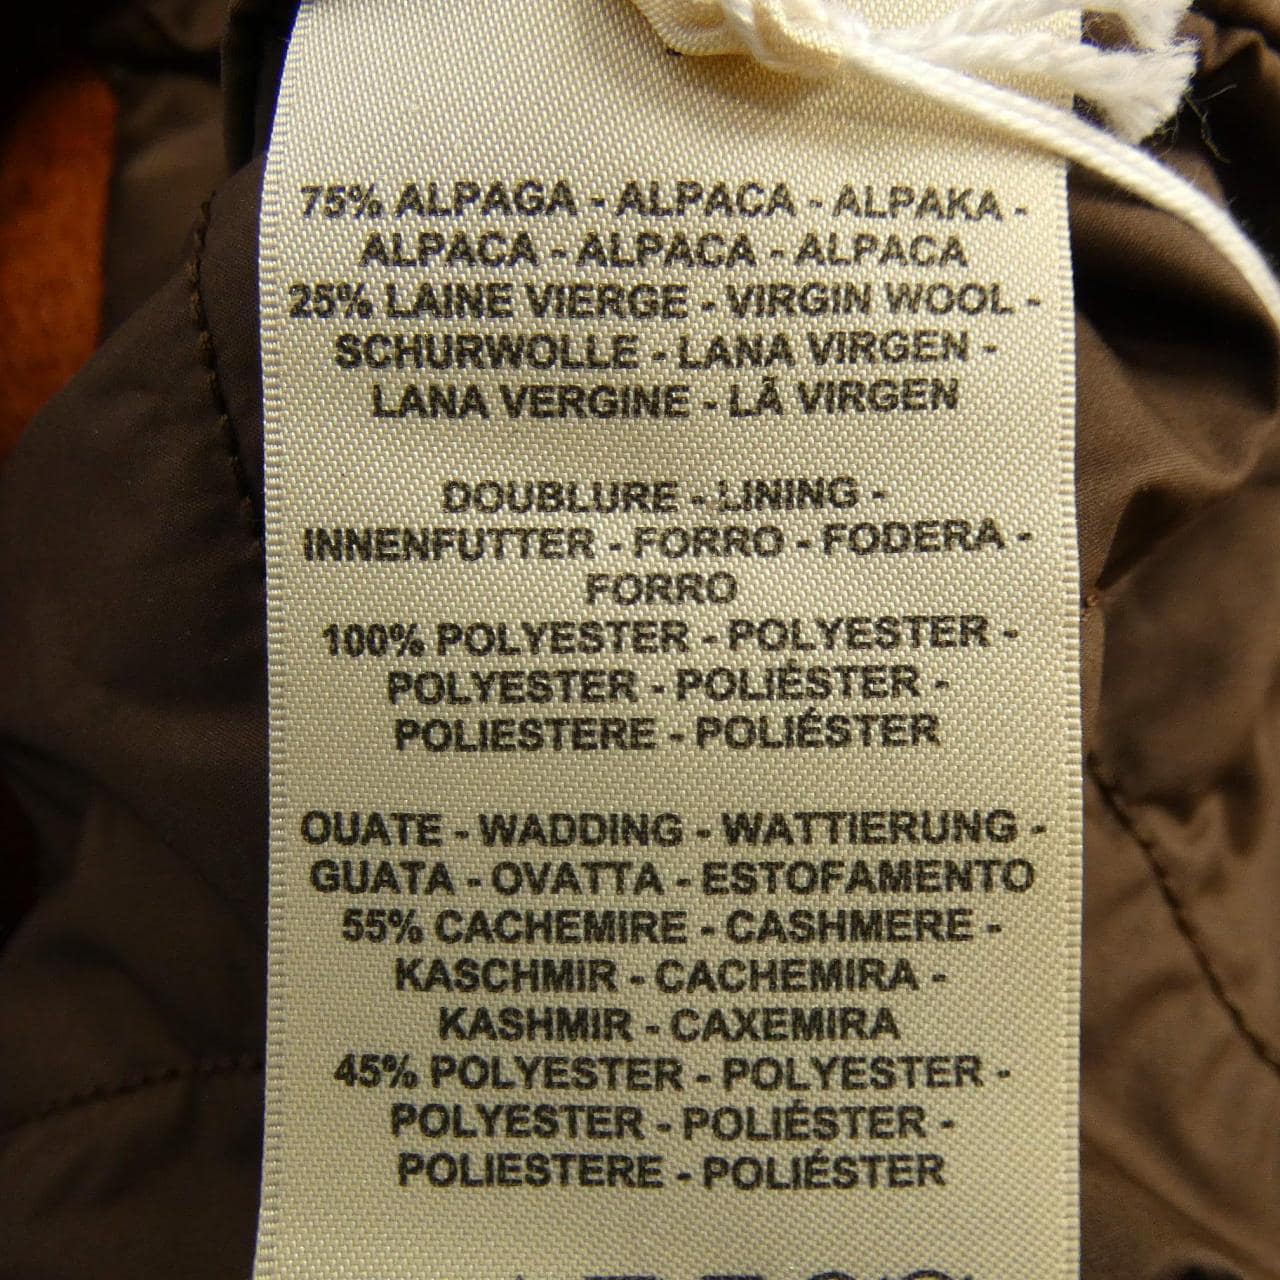 75% ALPAGA - ALPACA - ALPAKA -
ALPACA - ALPACA - ALPACA
25% LAINE VIERGE - VIRGIN WOOL -
SCHURWOLLE - LANA VIRGEN -
LANA VERGINE - LÃ VIRGEN
DOUBLURE - LINING -
INNENFUTTER - FORRO - FODERA -
FORRO
100% POLYESTER - POLYESTER -
POLYESTER - POLIÉSTER -
POLIESTERE - POLIÉSTER
OUATE - WADDING - WATTIERUNG -
GUATA - OVATTA - ESTOFAMENTO
55% CACHEMIRE - CASHMERE -
KASCHMIR - CACHEMIRA -
KASHMIR - CAXEMIRA
45% POLYESTER - POLYESTER -
POLYESTER - POLIÉSTER -
POLIESTERE - POLIÉSTER